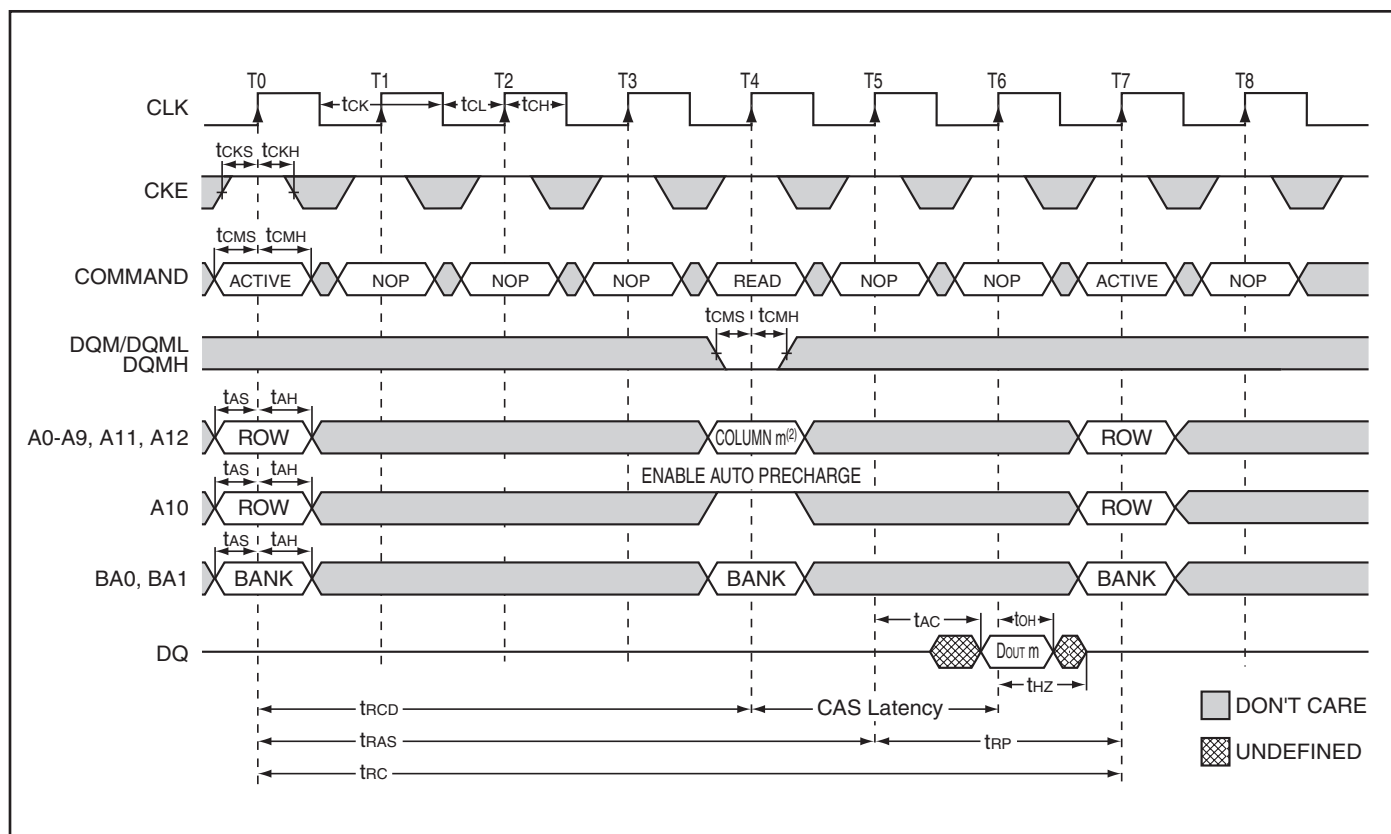 T0 T1 T2 T3 T4 T5 T6 T7 T8
CLK
tCK tCL tCH
tCKS tCKH
CKE
tCMS tCMH
COMMAND ACTIVE NOP NOP NOP READ NOP NOP ACTIVE NOP
tCMS tCMH
DQM/DQML
DQMH
tAS tAH
A0-A9, A11, A12 ROW COLUMN m(2) ROW
tAS tAH ENABLE AUTO PRECHARGE
A10 ROW ROW
tAS tAH
BA0, BA1 BANK BANK BANK
tAC tOH
DQ DOUT m
tHZ
tRCD CAS Latency
DON'T CARE
tRAS tRP
UNDEFINED
tRC